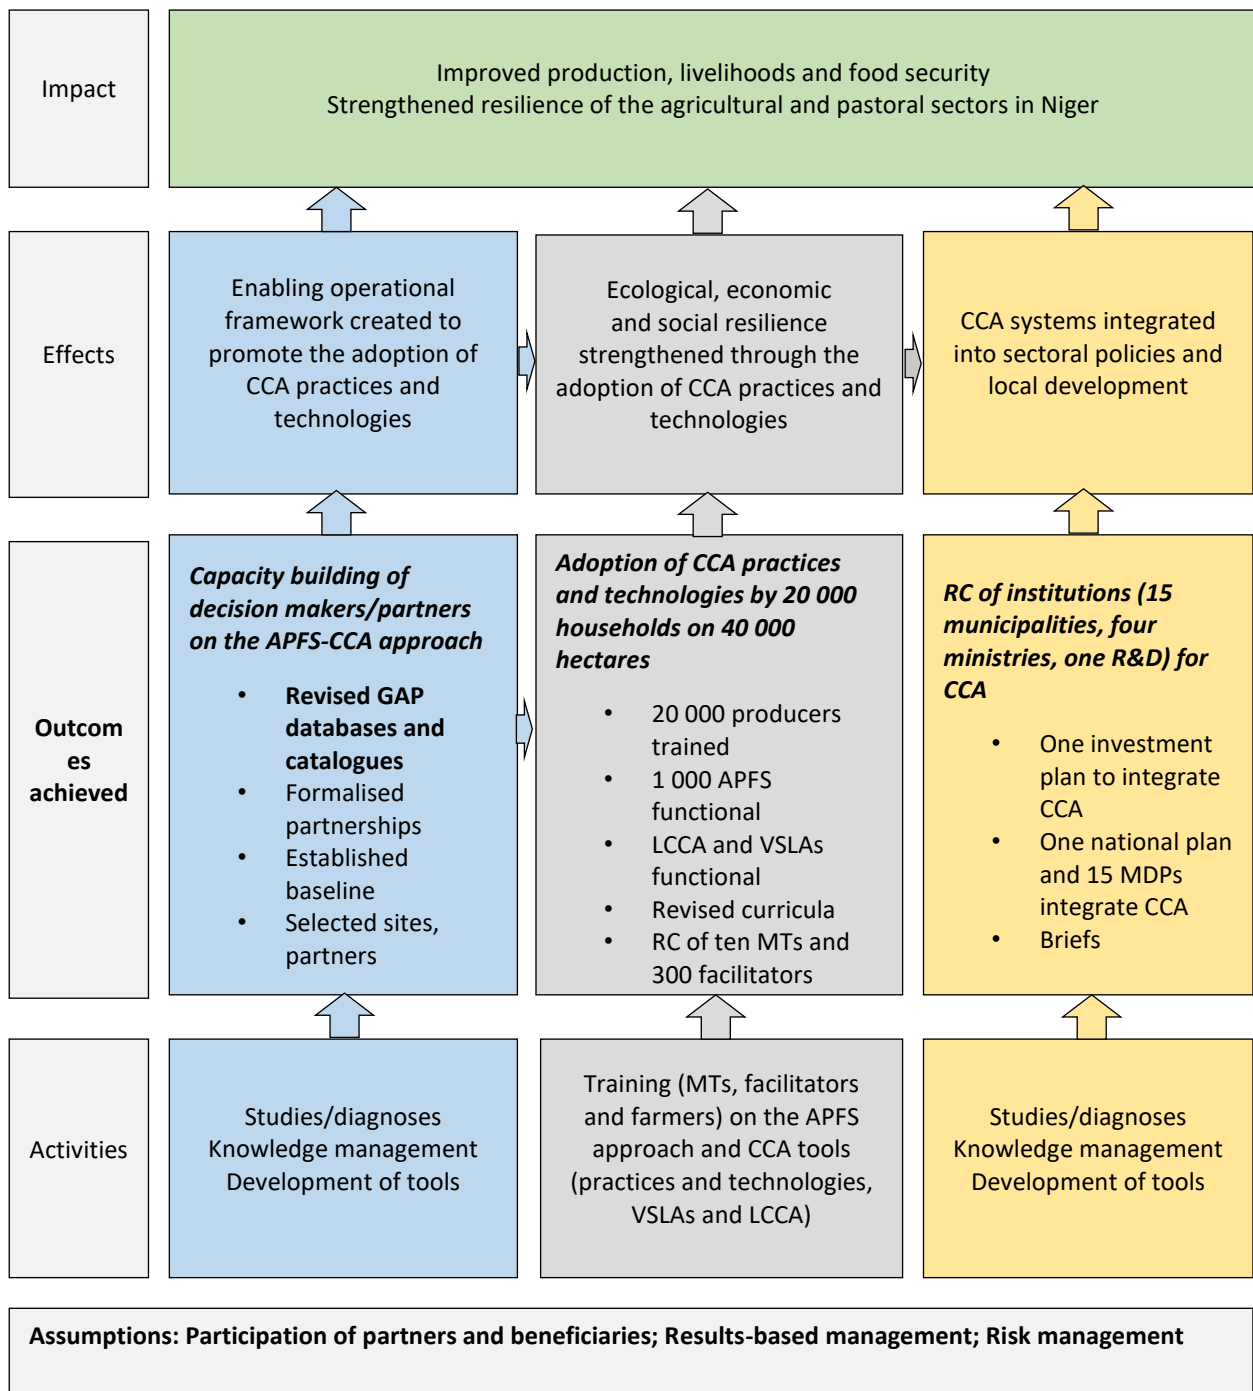 Impact
Improved production, livelihoods and food security
Strengthened resilience of the agricultural and pastoral sectors in Niger
Effects
Enabling operational
framework created to
promote the adoption of
CCA practices and
technologies
Ecological, economic
and social resilience
strengthened through the
adoption of CCA practices and
technologies
CCA systems integrated
into sectoral policies and
local development
Outcom
es
achieved
Capacity building of
decision makers/partners
on the APFS-CCA approach
• Revised GAP
databases and
catalogues
• Formalised
partnerships
• Established
baseline
• Selected sites,
partners
Adoption of CCA practices
and technologies by 20 000
households on 40 000
hectares
• 20 000 producers
trained
• 1 000 APFS
functional
• LCCA and VSLAs
functional
• Revised curricula
• RC of ten MTs and
300 facilitators
RC of institutions (15
municipalities, four
ministries, one R&D) for
CCA
• One investment
plan to integrate
CCA
• One national plan
and 15 MDPs
integrate CCA
• Briefs
Activities
Studies/diagnoses
Knowledge management
Development of tools
Training (MTs, facilitators
and farmers) on the APFS
approach and CCA tools
(practices and technologies,
VSLAs and LCCA)
Studies/diagnoses
Knowledge management
Development of tools
Assumptions: Participation of partners and beneficiaries; Results-based management; Risk management